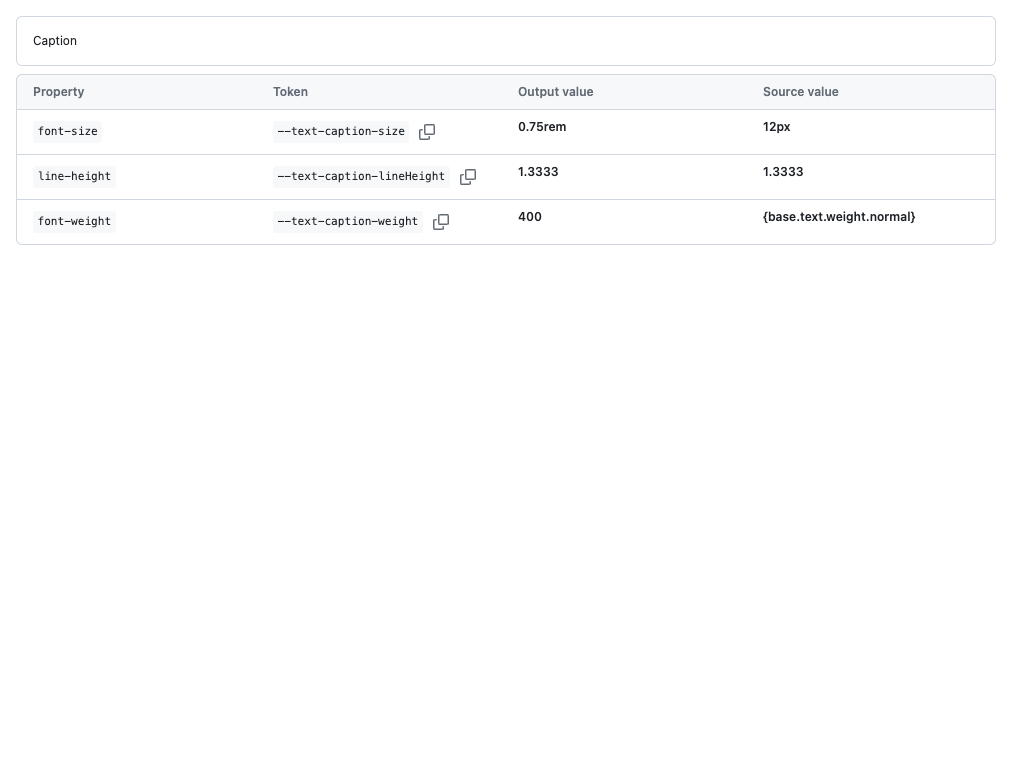 Caption
Property Token Output value Source value
font-size --text-caption-size 0.75rem 12px
line-height --text-caption-lineHeight 1.3333 1.3333
font-weight --text-caption-weight 400 {base.text.weight.normal}